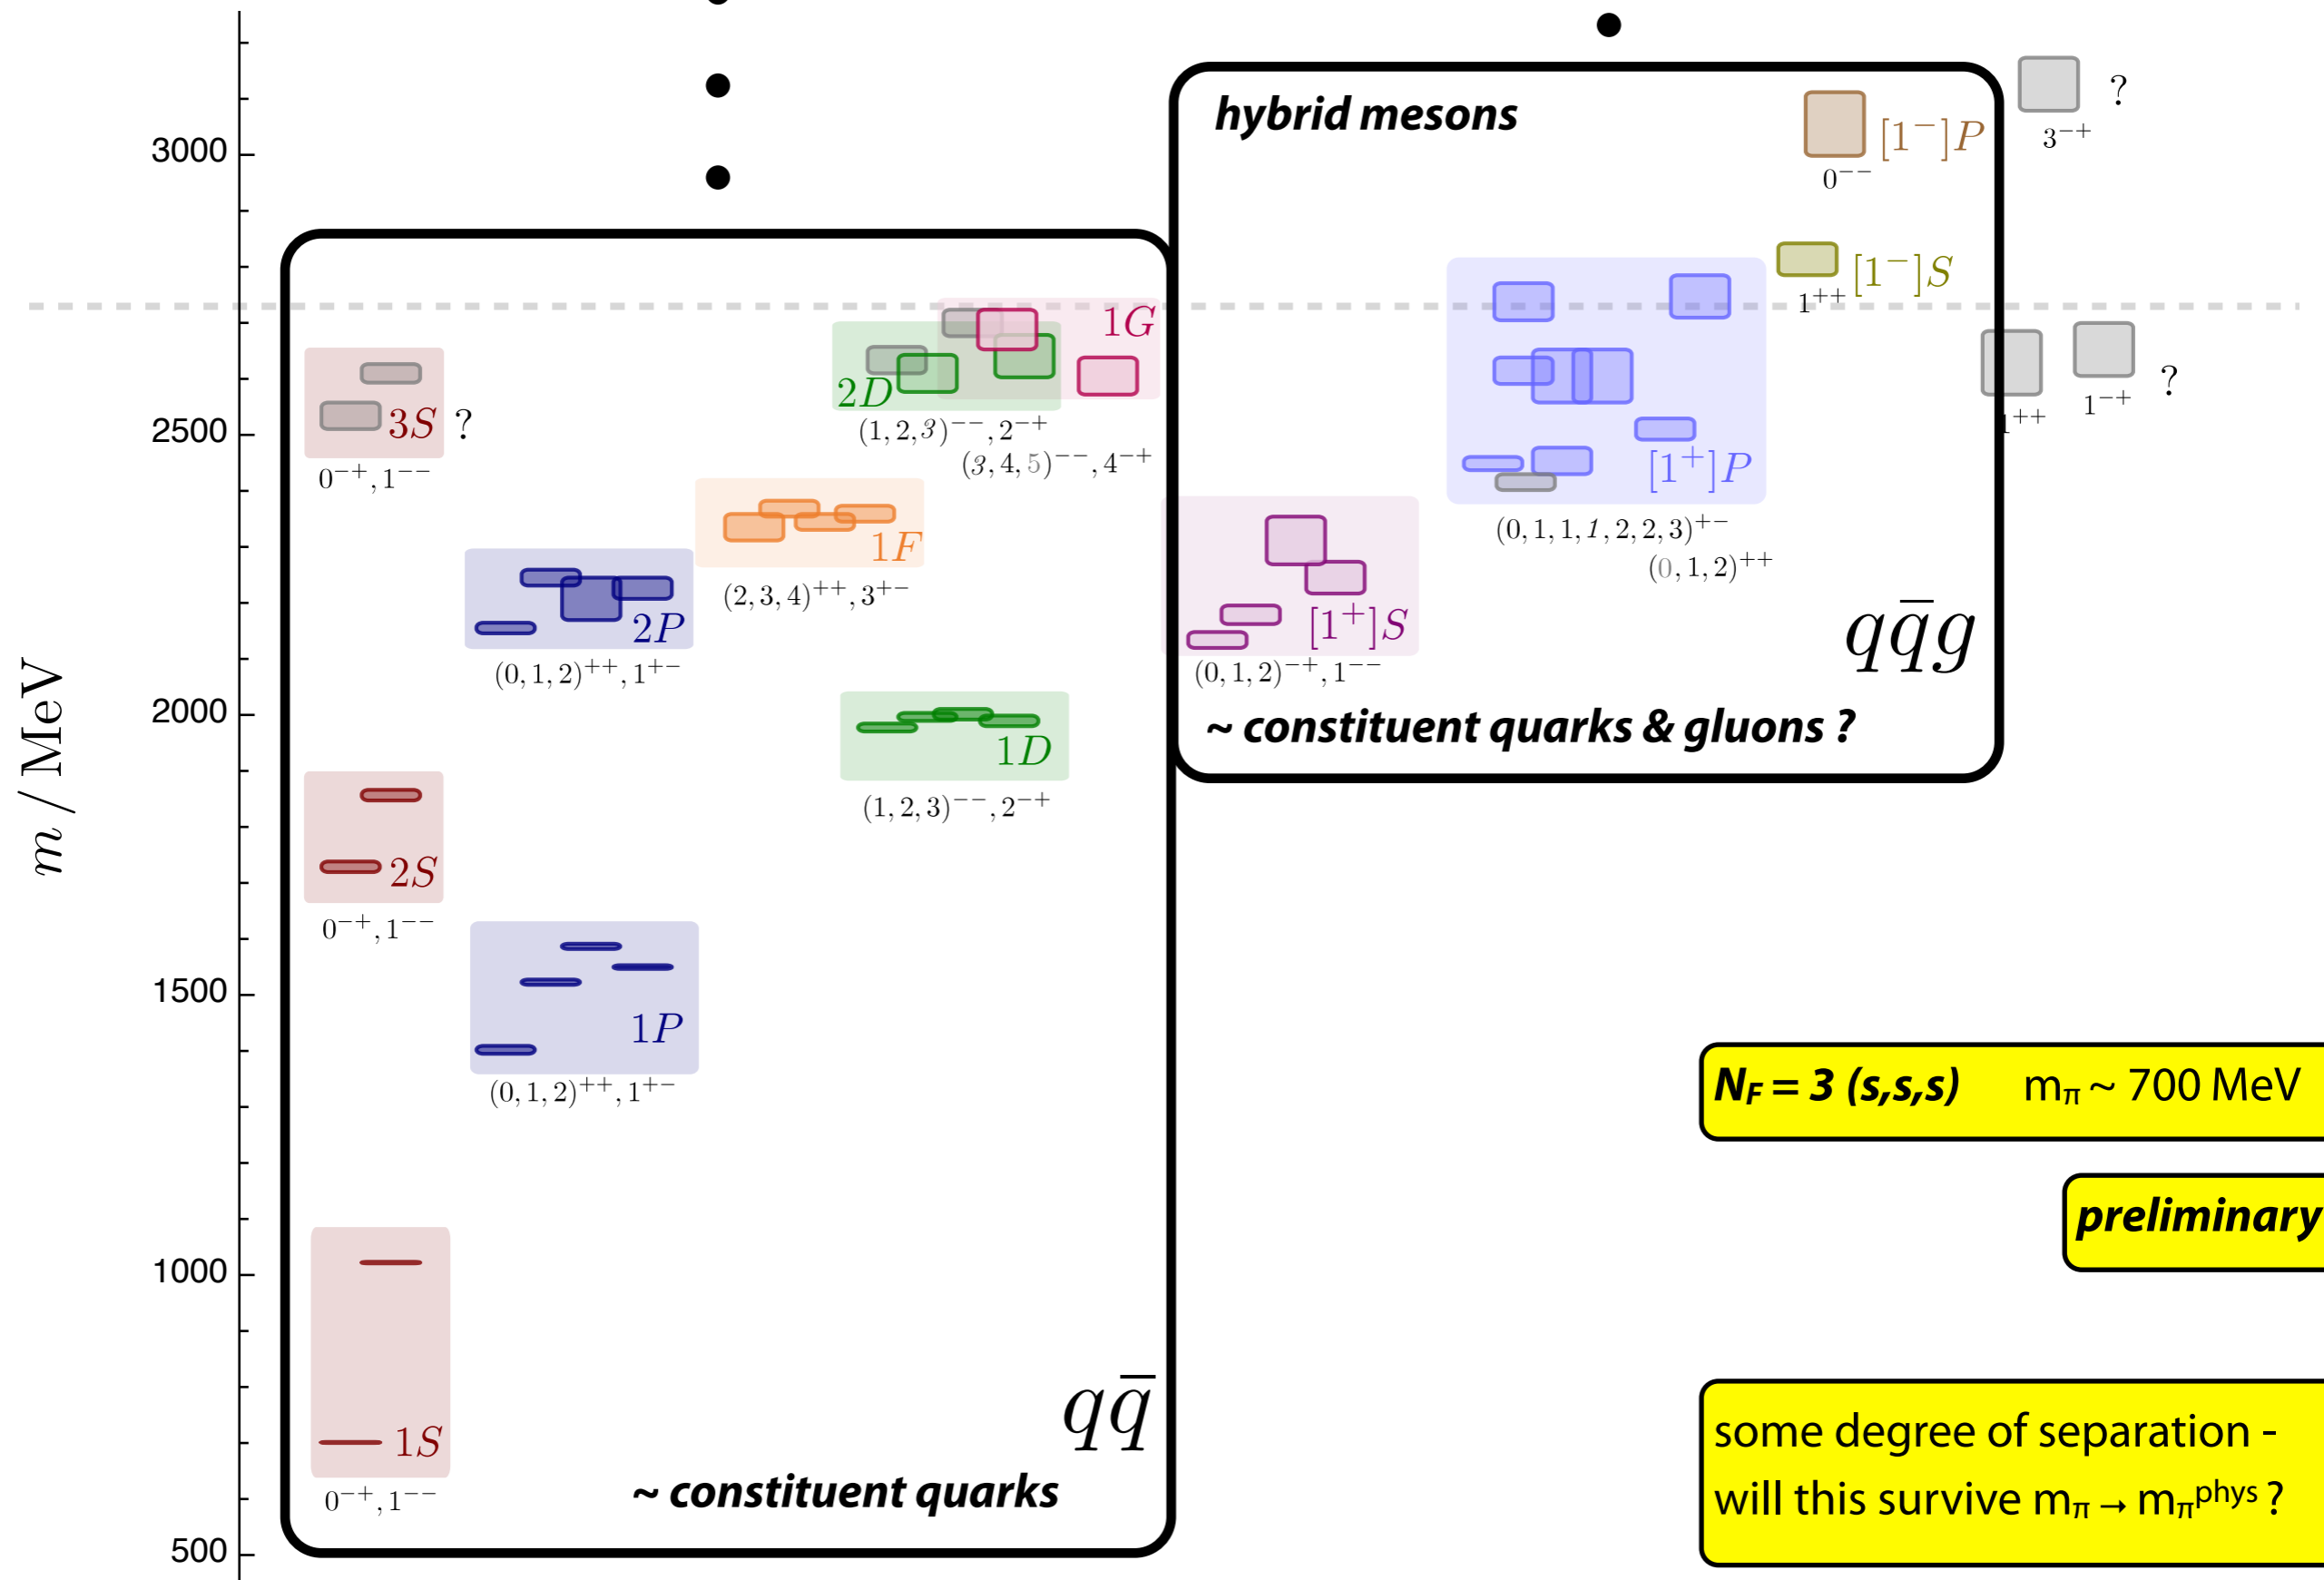 m / MeV
3000
2500
2000
1500
1000
500
3S ?
0⁻⁺, 1⁻⁻
2S
0⁻⁺, 1⁻⁻
1S
0⁻⁺, 1⁻⁻
2P
(0, 1, 2)⁺⁺, 1⁺⁻
1P
(0, 1, 2)⁺⁺, 1⁺⁻
1F
(2, 3, 4)⁺⁺, 3⁺⁻
1G
2D
(1, 2, 3)⁻⁻, 2⁻⁺
(3, 4, 5)⁻⁻, 4⁻⁺
1D
(1, 2, 3)⁻⁻, 2⁻⁺
qq̅
~ constituent quarks
hybrid mesons
[1⁻]P
0⁻⁻
[1⁻]S
1⁺⁺
[1⁺]P
(0, 1, 1, 1, 2, 2, 3)⁺⁻
(0, 1, 2)⁺⁺
[1⁺]S
(0, 1, 2)⁻⁺, 1⁻⁻
qq̅g
~ constituent quarks & gluons ?
?
3⁻⁺
1⁺⁺
1⁻⁺
?
N_F = 3 (s,s,s) m_π ~ 700 MeV
preliminary
some degree of separation -
will this survive m_π → m_π^phys ?